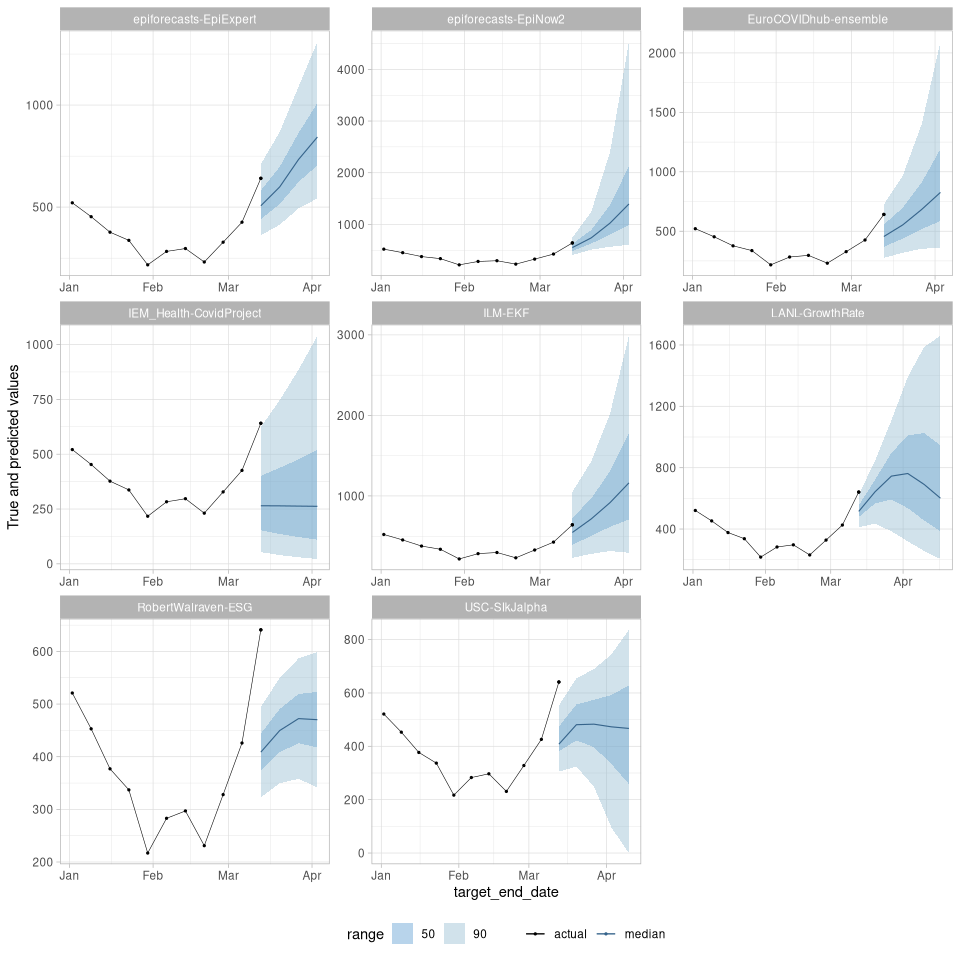 epiforecasts-EpiExpert
epiforecasts-EpiNow2
EuroCOVIDhub-ensemble
1000
500
Jan Feb Mar Apr
4000
3000
2000
1000
Jan Feb Mar Apr
2000
1500
1000
500
Jan Feb Mar Apr
True and predicted values
IEM_Health-CovidProject
ILM-EKF
LANL-GrowthRate
1000
750
500
250
0
Jan Feb Mar Apr
3000
2000
1000
Jan Feb Mar Apr
1600
1200
800
400
Jan Feb Mar Apr
RobertWalraven-ESG
USC-SIkJalpha
600
500
400
300
200
Jan Feb Mar Apr
800
600
400
200
0
Jan Feb Mar Apr
target_end_date
range 50 90 actual median